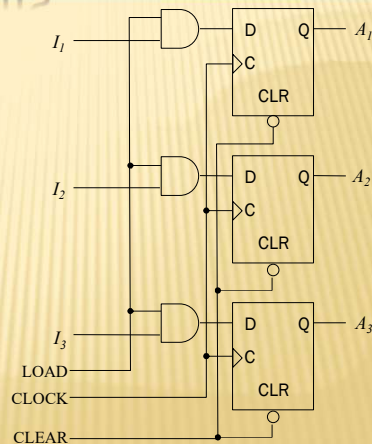 I1 D Q A1
C
CLR
I2 D Q A2
C
CLR
I3 D Q A3
C
CLR
LOAD
CLOCK
CLEAR